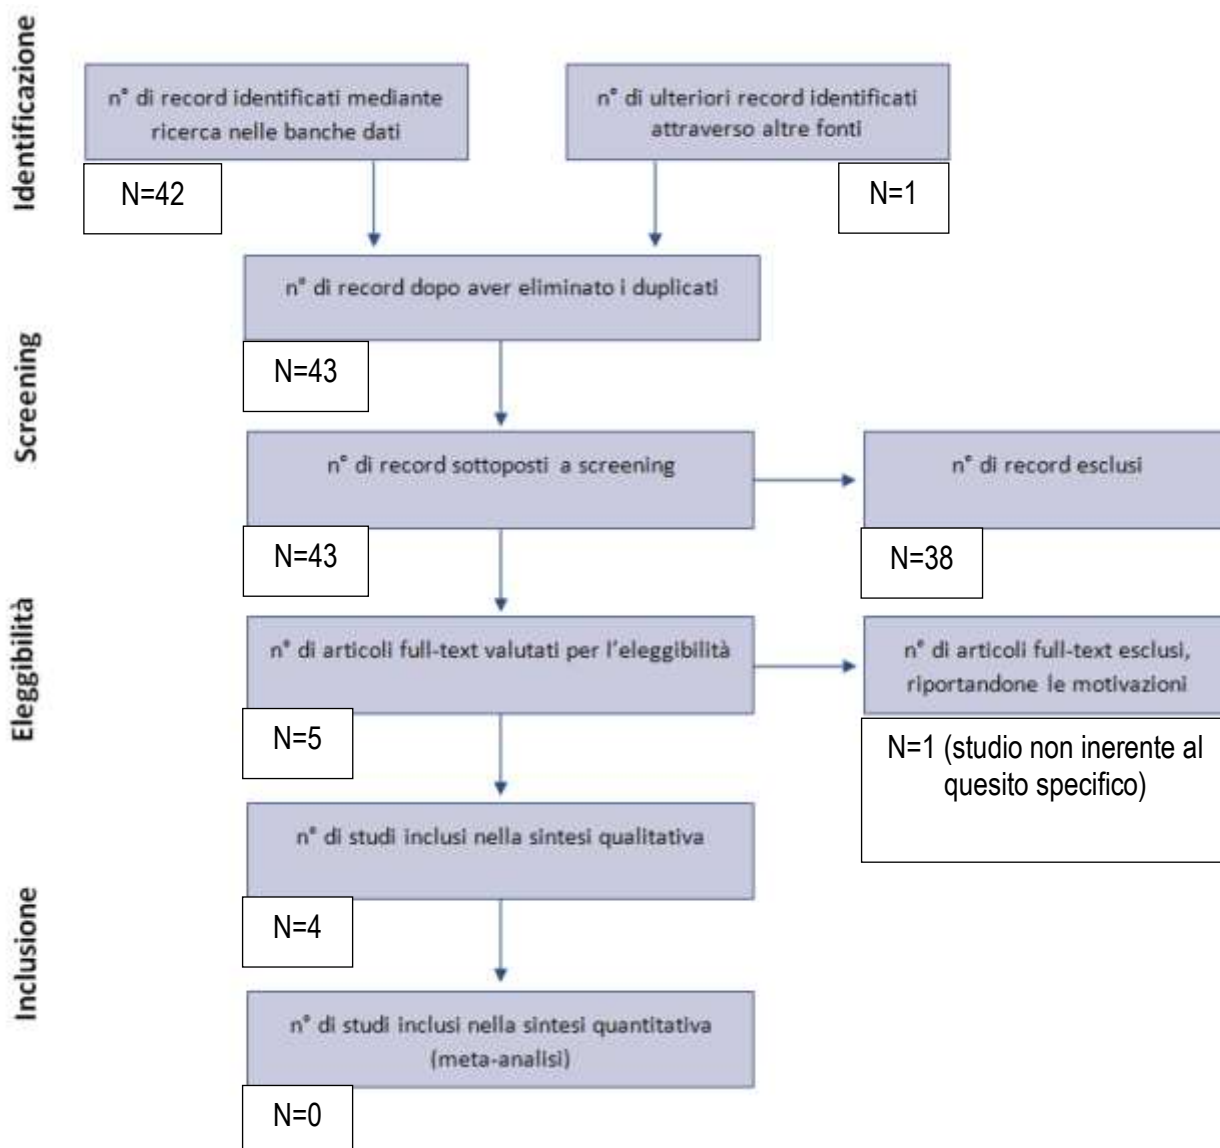 Identificazione
n° di record identificati mediante
ricerca nelle banche dati
N=42
n° di ulteriori record identificati
attraverso altre fonti
N=1
Screening
n° di record dopo aver eliminato i duplicati
N=43
n° di record sottoposti a screening
N=43
n° di record esclusi
N=38
Eleggibilità
n° di articoli full-text valutati per l'eleggibilità
N=5
n° di articoli full-text esclusi,
riportandone le motivazioni
N=1 (studio non inerente al
quesito specifico)
Inclusione
n° di studi inclusi nella sintesi qualitativa
N=4
n° di studi inclusi nella sintesi quantitativa
(meta-analisi)
N=0